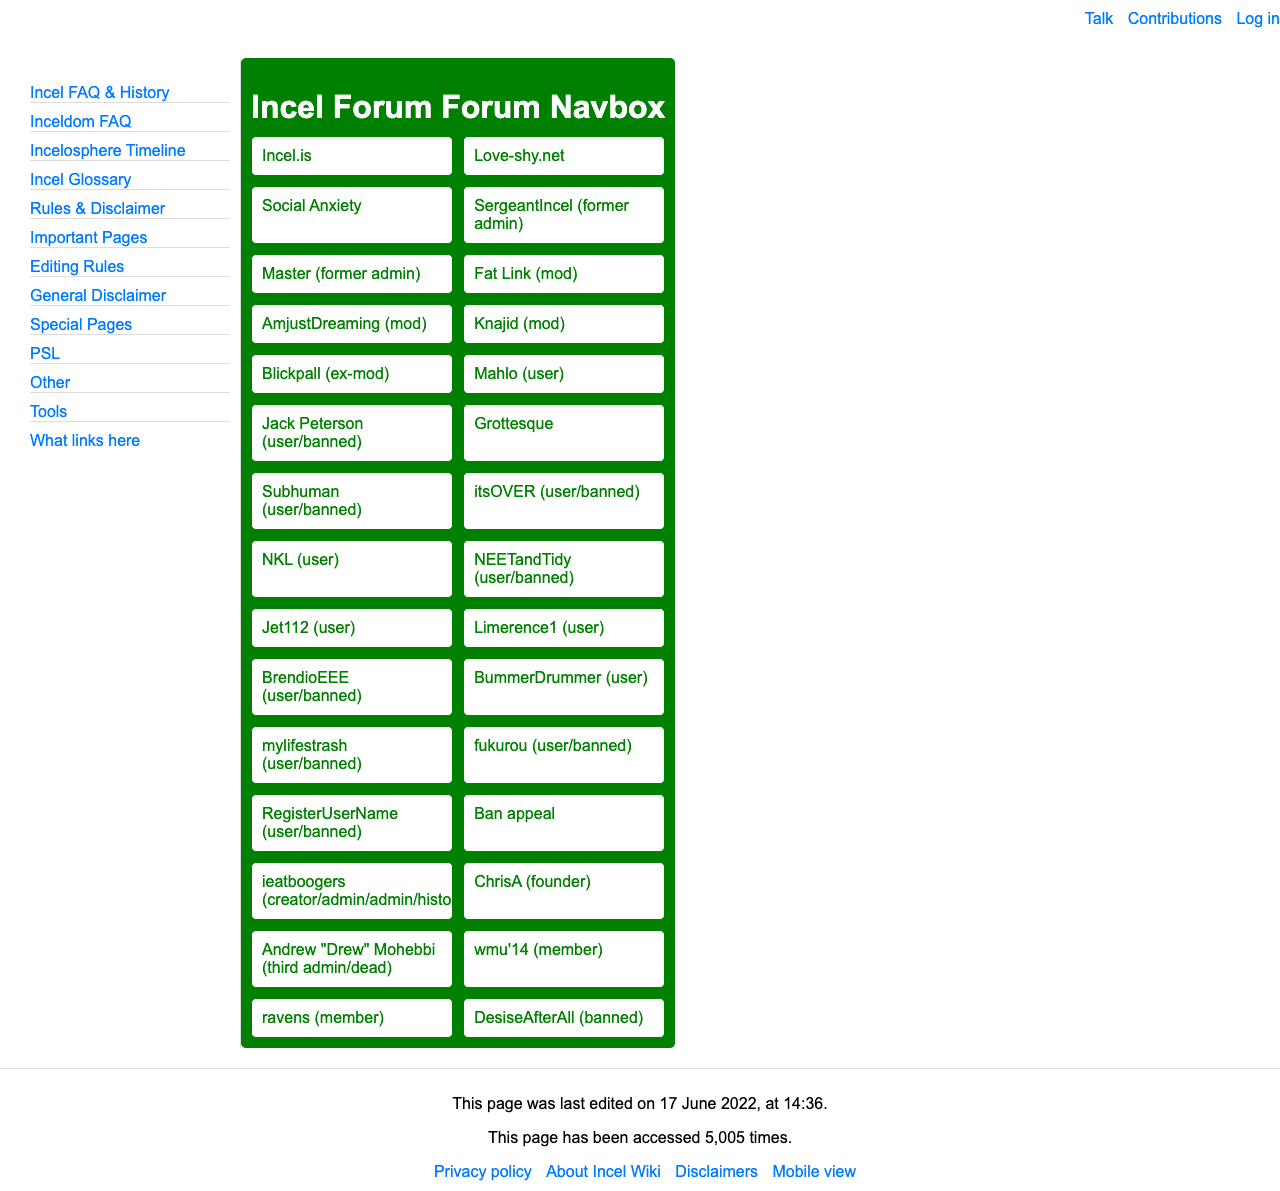 Talk Contributions Log in
Incel FAQ & History
Inceldom FAQ
Incelosphere Timeline
Incel Glossary
Rules & Disclaimer
Important Pages
Editing Rules
General Disclaimer
Special Pages
PSL
Other
Tools
What links here
Incel Forum Forum Navbox
Incel.is
Love-shy.net
Social Anxiety
SergeantIncel (former
admin)
Master (former admin)
Fat Link (mod)
AmjustDreaming (mod)
Knajid (mod)
Blickpall (ex-mod)
Mahlo (user)
Jack Peterson
(user/banned)
Grottesque
Subhuman
(user/banned)
itsOVER (user/banned)
NKL (user)
NEETandTidy
(user/banned)
Jet112 (user)
Limerence1 (user)
BrendioEEE
(user/banned)
BummerDrummer (user)
mylifestrash
(user/banned)
fukurou (user/banned)
RegisterUserName
(user/banned)
Ban appeal
ieatboogers
(creator/admin/admin/histo
ChrisA (founder)
Andrew "Drew" Mohebbi
(third admin/dead)
wmu'14 (member)
ravens (member)
DesiseAfterAll (banned)
This page was last edited on 17 June 2022, at 14:36.
This page has been accessed 5,005 times.
Privacy policy About Incel Wiki Disclaimers Mobile view